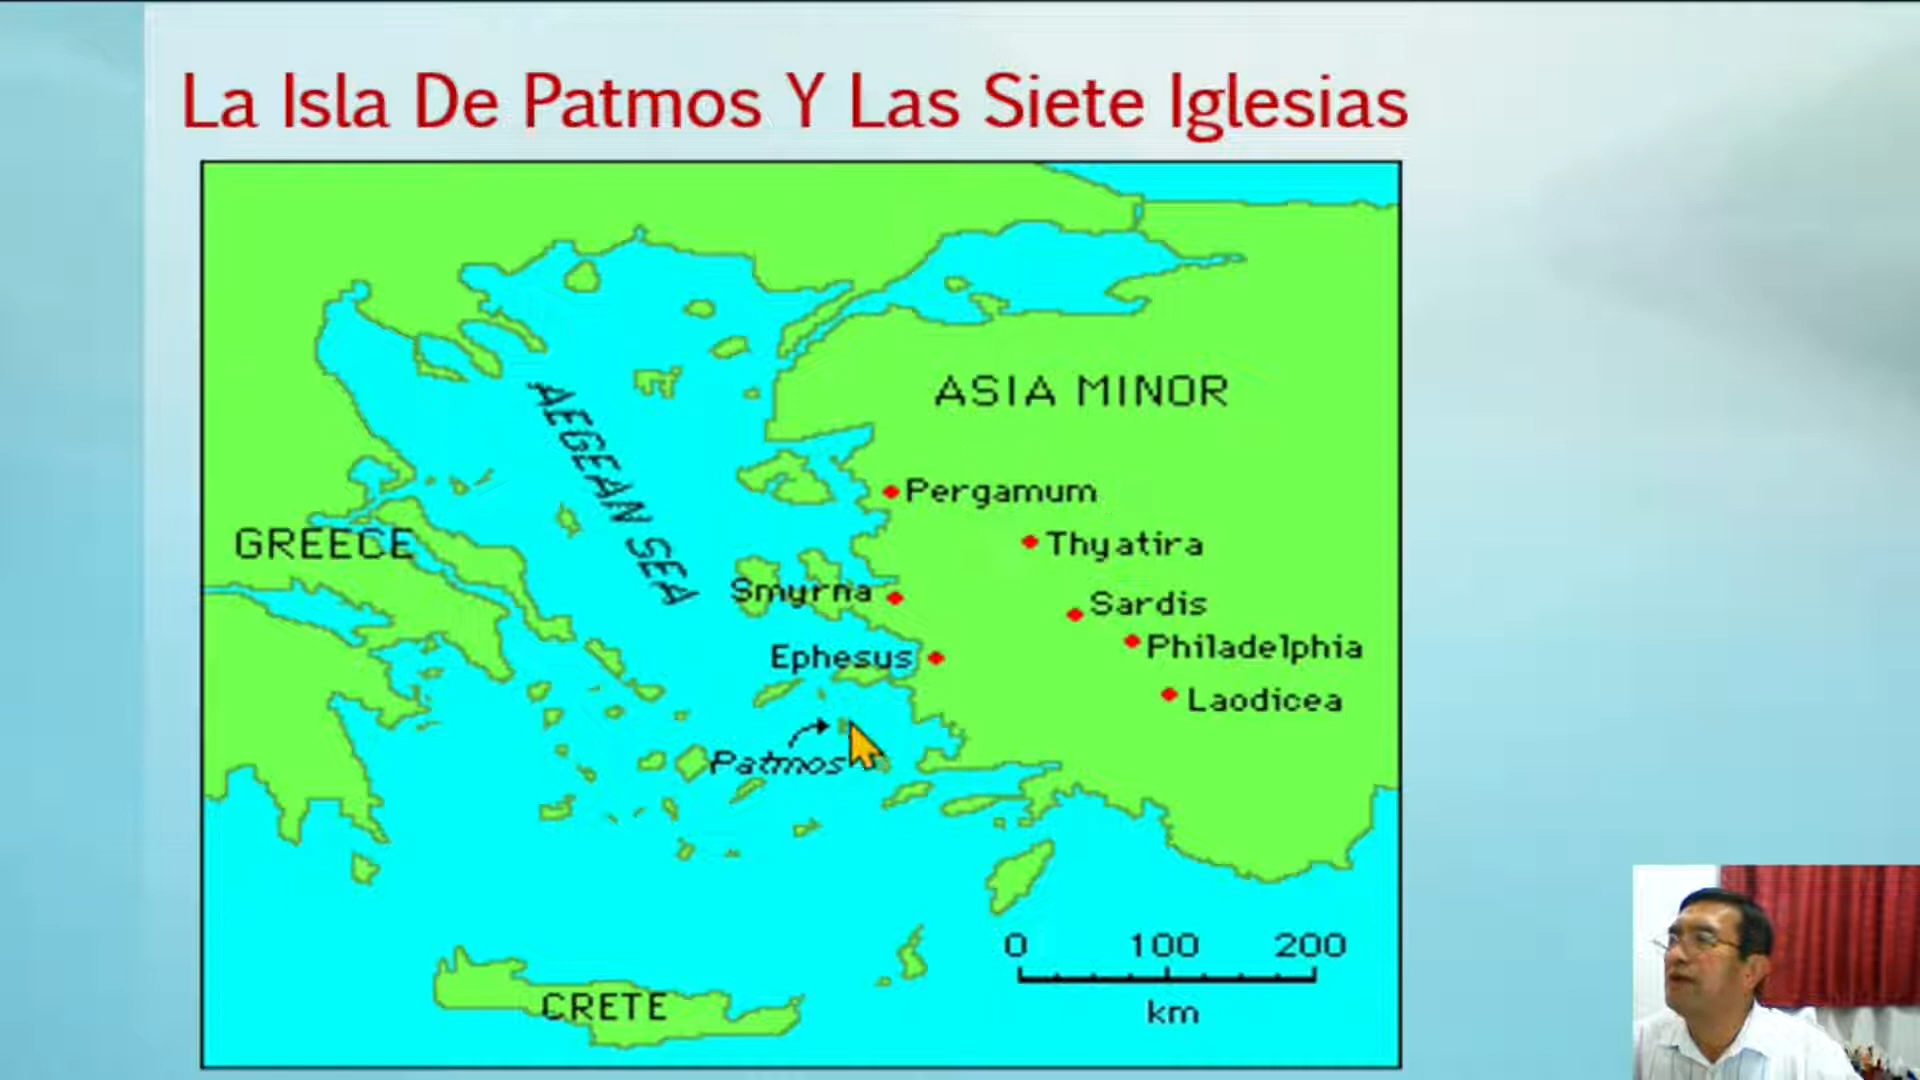 La Isla De Patmos Y Las Siete Iglesias
ASIA MINOR
AEGEAN SEA
Pergamum
GREECE
Thyatira
Smyrna
Sardis
Philadelphia
Ephesus
Laodicea
Patmos
0 100 200
km
CRETE